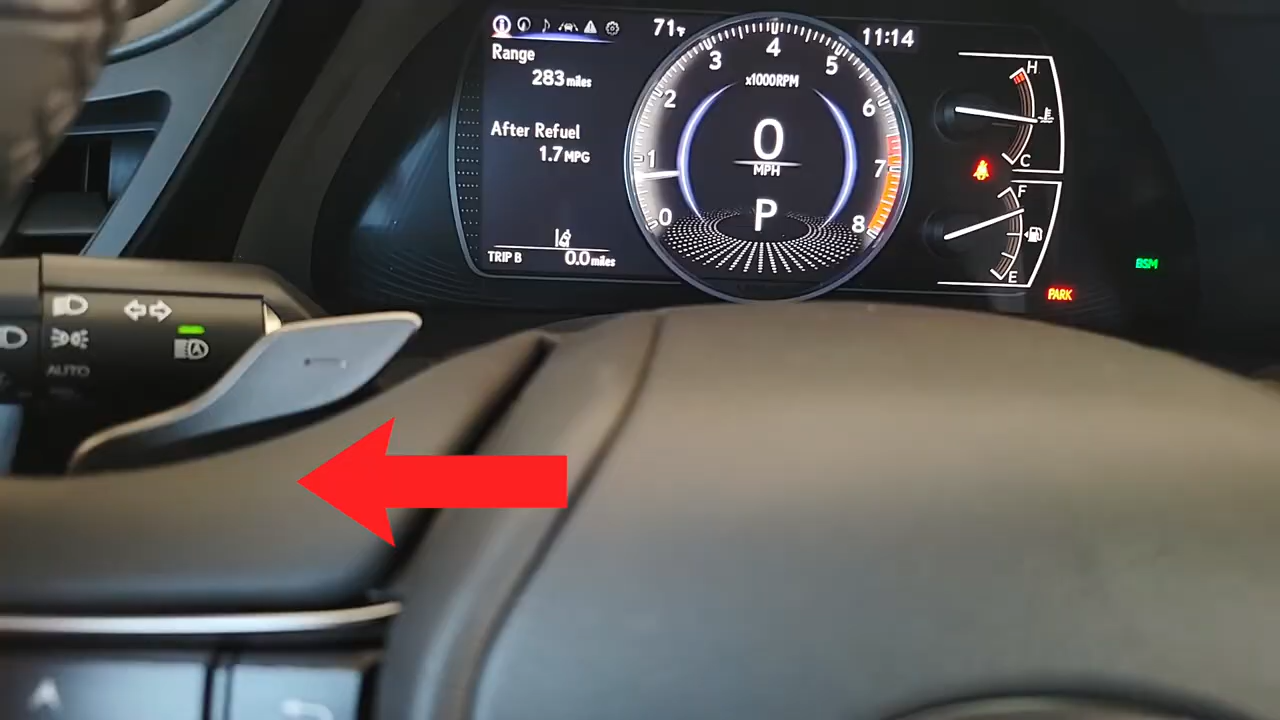 71°F
11:14
Range
283 miles
After Refuel
1.7 MPG
TRIP B 0.0 miles
0
1
2
3
4
5
6
7
8
x1000RPM
0
MPH
P
H
C
F
E
BSM
PARK
AUTO